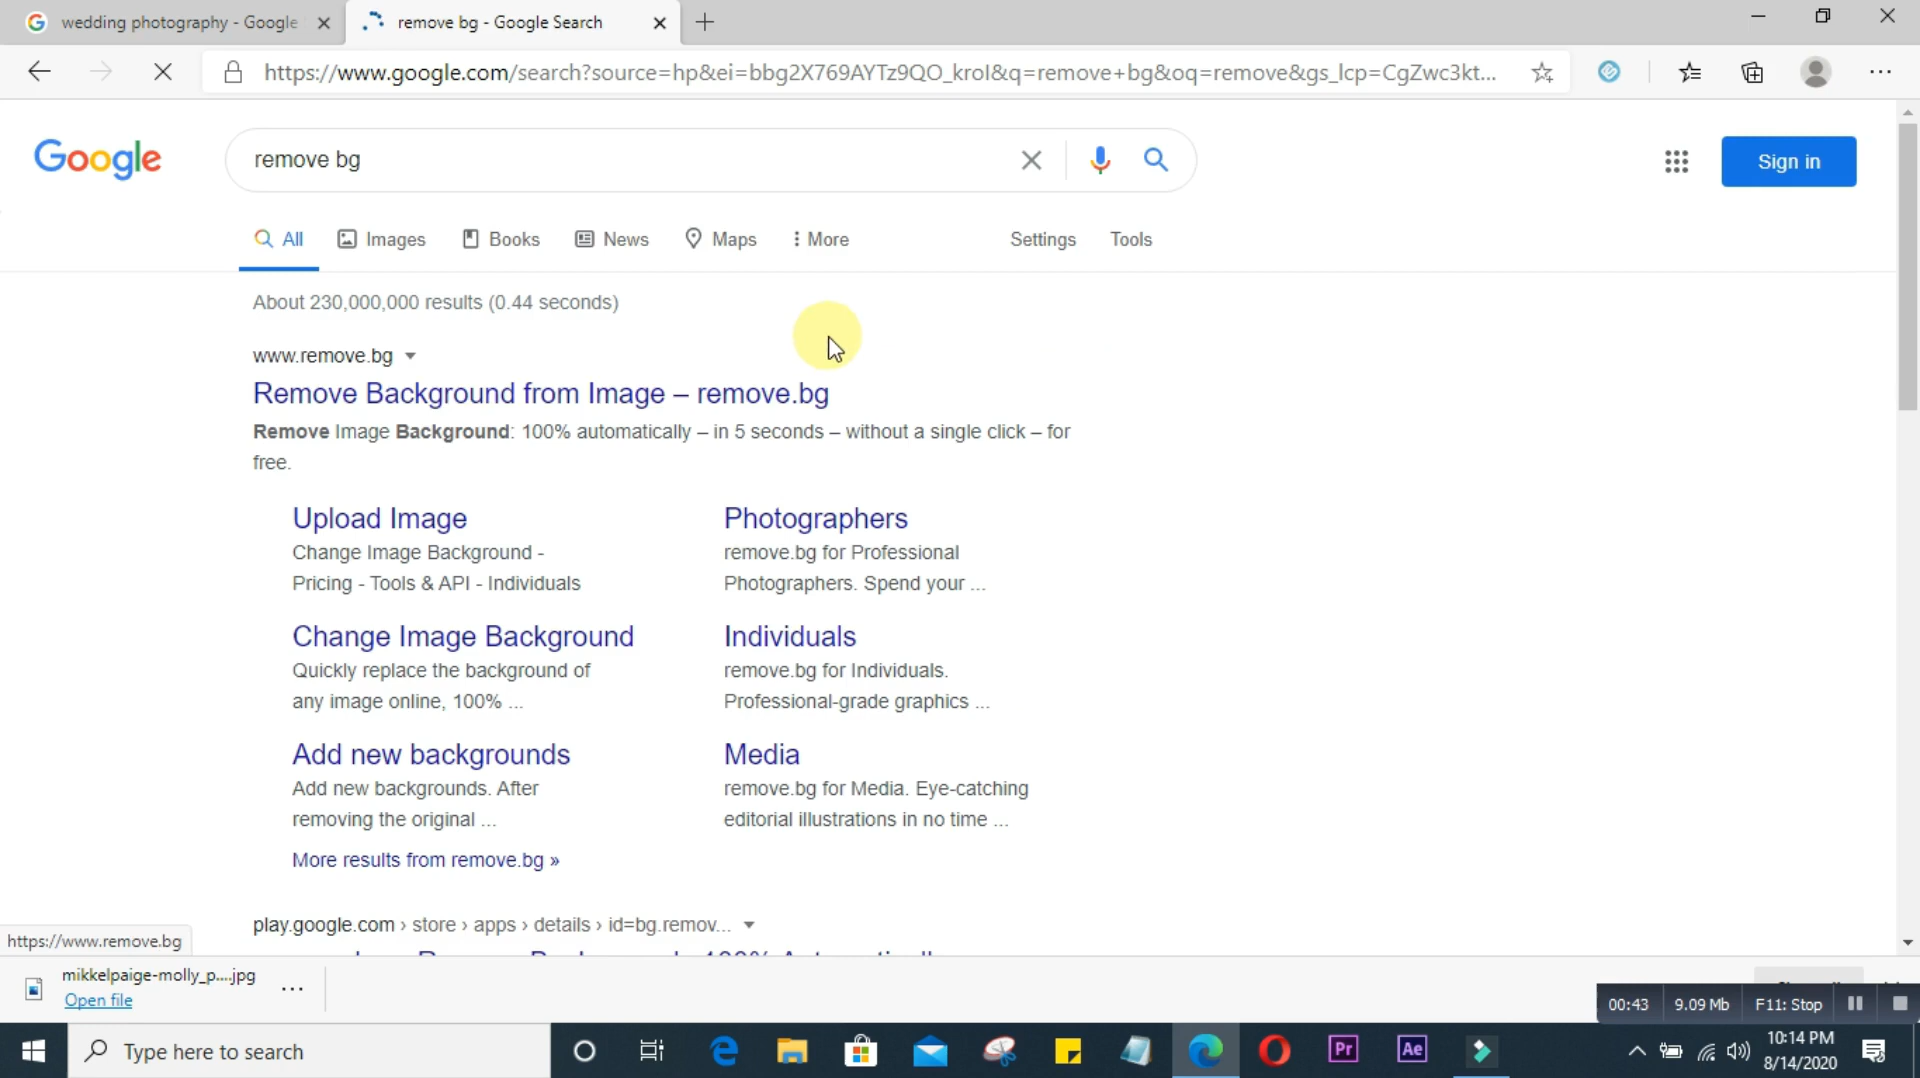 wedding photography - Google
remove bg - Google Search
https://www.google.com/search?source=hp&ei=bbg2X769AYTz9QO_kroI&q=remove+bg&oq=remove&gs_lcp=CgZwc3kt...
Google
remove bg
Sign in
All
Images
Books
News
Maps
More
Settings
Tools
About 230,000,000 results (0.44 seconds)
www.remove.bg
Remove Background from Image – remove.bg
Remove Image Background: 100% automatically – in 5 seconds – without a single click – for
free.
Upload Image
Change Image Background -
Pricing - Tools & API - Individuals
Photographers
remove.bg for Professional
Photographers. Spend your ...
Change Image Background
Quickly replace the background of
any image online, 100% ...
Individuals
remove.bg for Individuals.
Professional-grade graphics ...
Add new backgrounds
Add new backgrounds. After
removing the original ...
Media
remove.bg for Media. Eye-catching
editorial illustrations in no time ...
More results from remove.bg »
play.google.com › store › apps › details › id=bg.remov...
https://www.remove.bg
mikkelpaige-molly_p....jpg
Open file
00:43
9.09 Mb
F11: Stop
Type here to search
Pr
Ae
10:14 PM
8/14/2020